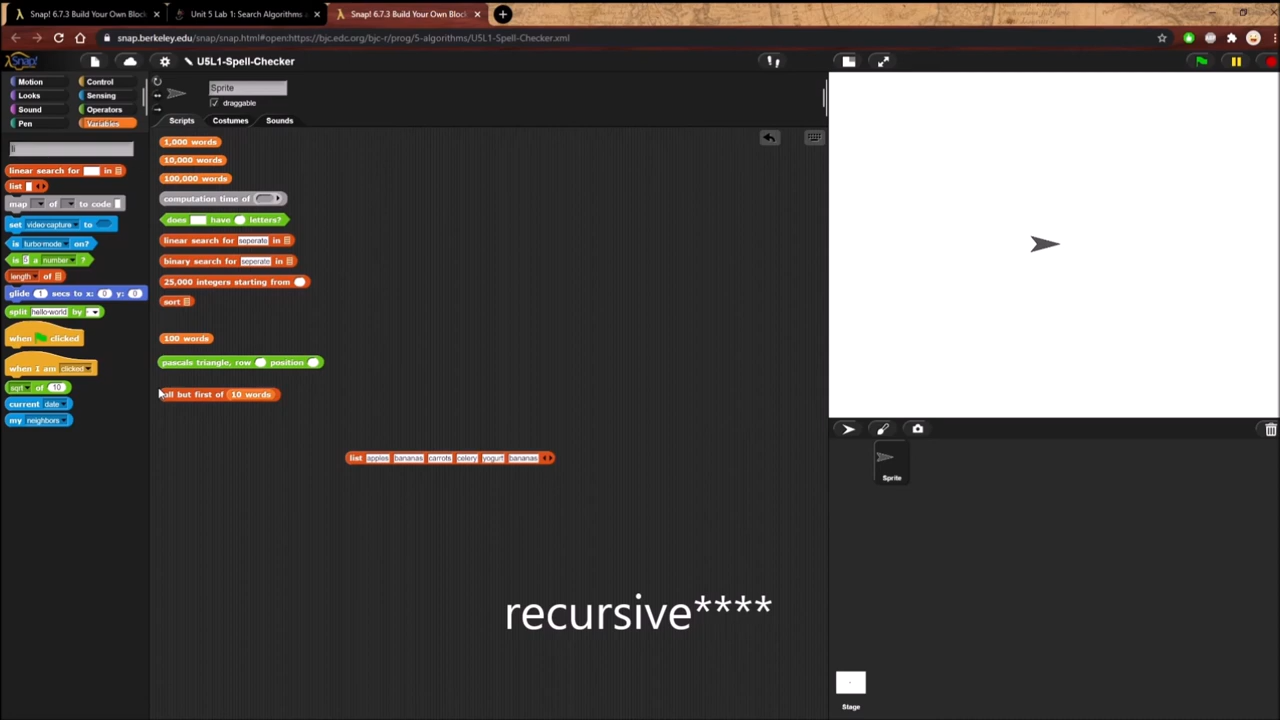 Snap! 6.7.3 Build Your Own Bloc
Unit 5 Lab 1: Search Algorithms
Snap! 6.7.3 Build Your Own Bloc
snap.berkeley.edu/snap/snap.html#open:https://bjc.edc.org/bjc-r/prog/5-algorithms/U5L1-Spell-Checker.xml
Snap!
U5L1-Spell-Checker
Motion
Control
Looks
Sensing
Sound
Operators
Pen
Variables
li
linear search for in
list
map of to code
set video capture to
is turbo mode on?
is 5 a number ?
length of
glide 1 secs to x: 0 y: 0
split hello world by
when clicked
when I am clicked
sqrt of 10
current date
my neighbors
Sprite
draggable
Scripts
Costumes
Sounds
1,000 words
10,000 words
100,000 words
computation time of
does have letters?
linear search for seperate in
binary search for seperate in
25,000 integers starting from
sort
100 words
pascals triangle, row position
all but first of 10 words
list apples bananas carrots celery yogurt bananas
recursive****
Sprite
Stage